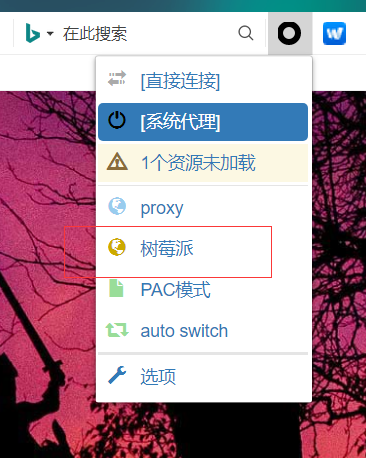 在此搜索
[直接连接]
[系统代理]
1个资源未加载
proxy
树莓派
PAC模式
auto switch
选项